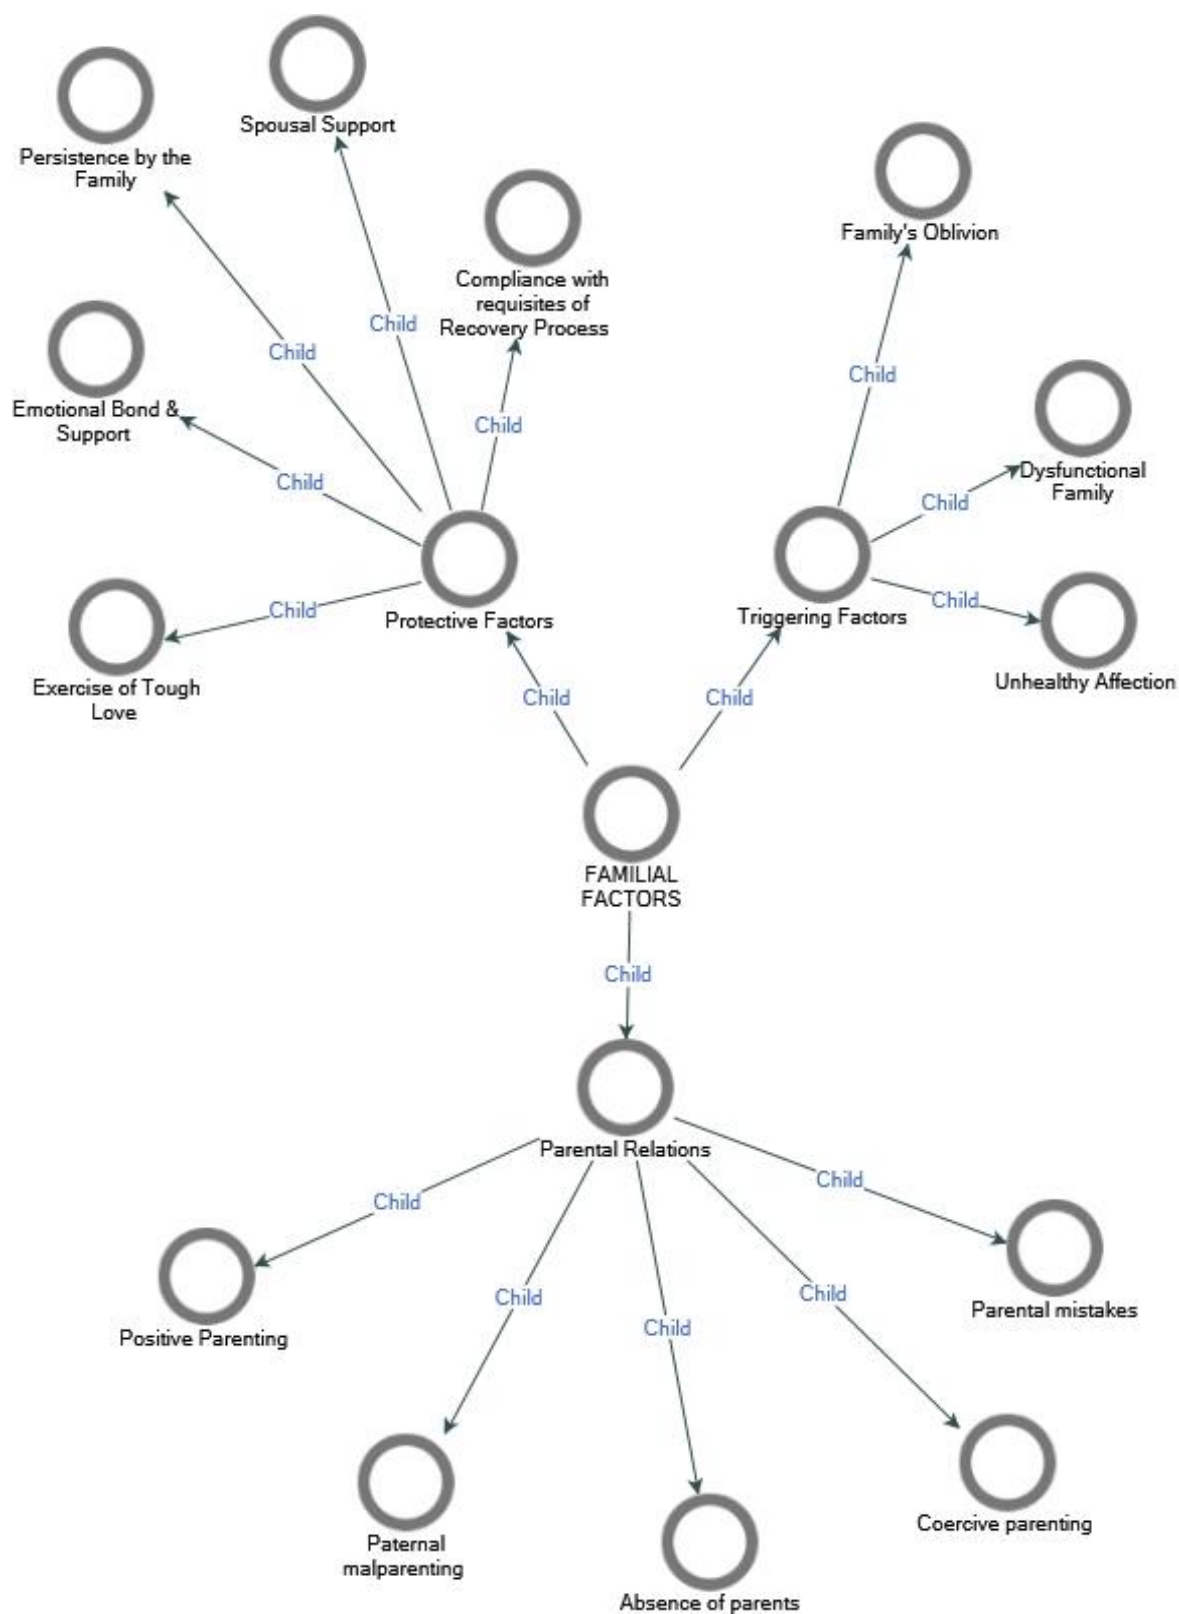 Spousal Support
Persistence by the
Family
Family's Oblivion
Compliance with
requisites of
Recovery Process
Child
Child
Child
Emotional Bond &
Support
Child
Child
Dysfunctional
Family
Child
Child
Child
Exercise of Tough
Love
Protective Factors
Triggering Factors
Unhealthy Affection
Child
Child
FAMILIAL
FACTORS
Child
Parental Relations
Child
Child
Child
Child
Child
Positive Parenting
Parental mistakes
Paternal
malparenting
Coercive parenting
Absence of parents